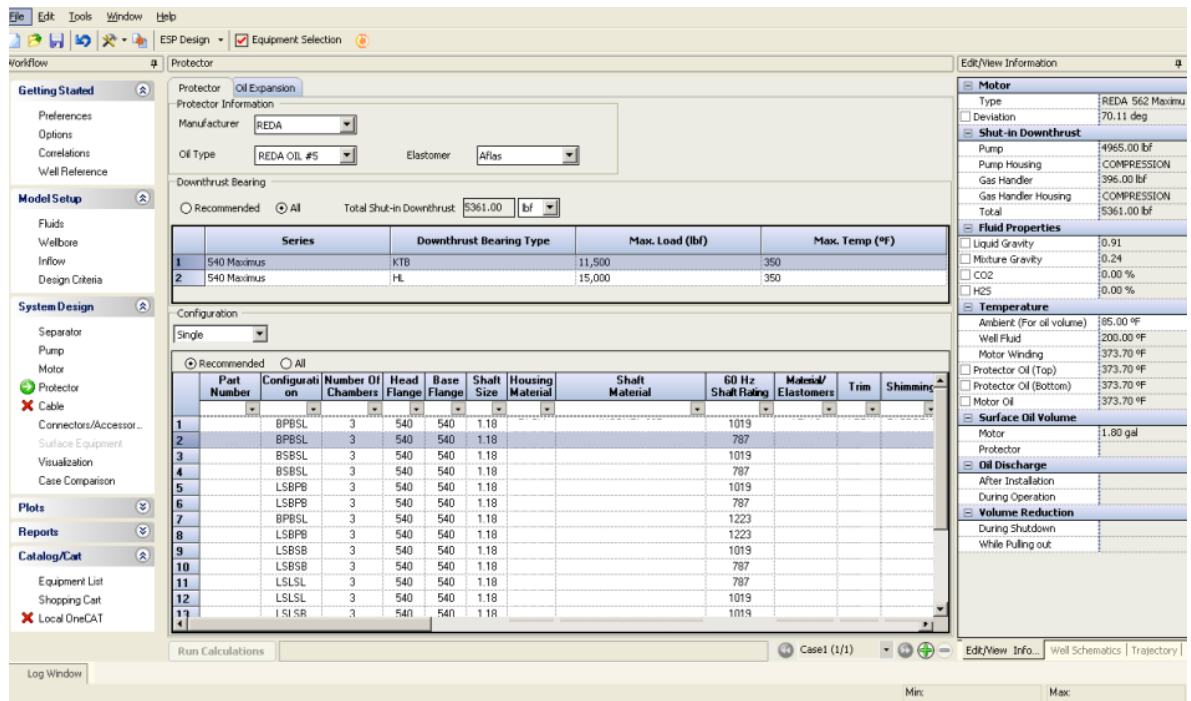 File Edit Tools Window Help
ESP Design Equipment Selection
Workflow
Getting Started
Preferences
Options
Correlations
Well Reference
Model Setup
Fluids
Wellbore
Inflow
Design Criteria
System Design
Separator
Pump
Motor
Protector
Cable
Connectors/Accessor...
Surface Equipment
Visualization
Case Comparison
Plots
Reports
Catalog/Cart
Equipment List
Shopping Cart
Local OneCAT
Protector
Protector Oil Expansion
Protector Information
Manufacturer REDA
Oil Type REDA OIL #5 Elastomer Aflas
Downthrust Bearing
Recommended All Total Shut-in Downthrust 5361.00 lbf
Series Downthrust Bearing Type Max. Load (lbf) Max. Temp (ºF)
1 540 Maximus KTB 11,500 350
2 540 Maximus HL 15,000 350
Configuration
Single
Recommended All
Part Number Configurati on Number Of Chambers Head Flange Base Flange Shaft Size Housing Material Shaft Material 60 Hz Shaft Rating Material/ Elastomers Trim Shimming
1 BPBSL 3 540 540 1.18 1019
2 BPBSL 3 540 540 1.18 787
3 BSBSL 3 540 540 1.18 1019
4 BSBSL 3 540 540 1.18 787
5 LSBPB 3 540 540 1.18 1019
6 LSBPB 3 540 540 1.18 787
7 BPBSL 3 540 540 1.18 1223
8 LSBPB 3 540 540 1.18 1223
9 LSBSB 3 540 540 1.18 1019
10 LSBSB 3 540 540 1.18 787
11 LSLSL 3 540 540 1.18 787
12 LSLSL 3 540 540 1.18 1019
13 LSLSB 3 540 540 1.18 1019
Run Calculations Case1 (1/1)
Edit/View Information
Motor
Type REDA 562 Maximu
Deviation 70.11 deg
Shut-in Downthrust
Pump 4965.00 lbf
Pump Housing COMPRESSION
Gas Handler 396.00 lbf
Gas Handler Housing COMPRESSION
Total 5361.00 lbf
Fluid Properties
Liquid Gravity 0.91
Mixture Gravity 0.24
CO2 0.00 %
H2S 0.00 %
Temperature
Ambient (For oil volume) 85.00 ºF
Well Fluid 200.00 ºF
Motor Winding 373.70 ºF
Protector Oil (Top) 373.70 ºF
Protector Oil (Bottom) 373.70 ºF
Motor Oil 373.70 ºF
Surface Oil Volume
Motor 1.80 gal
Protector
Oil Discharge
After Installation
During Operation
Volume Reduction
During Shutdown
While Pulling out
Edit/View Info... Well Schematics Trajectory
Log Window
Min: Max: